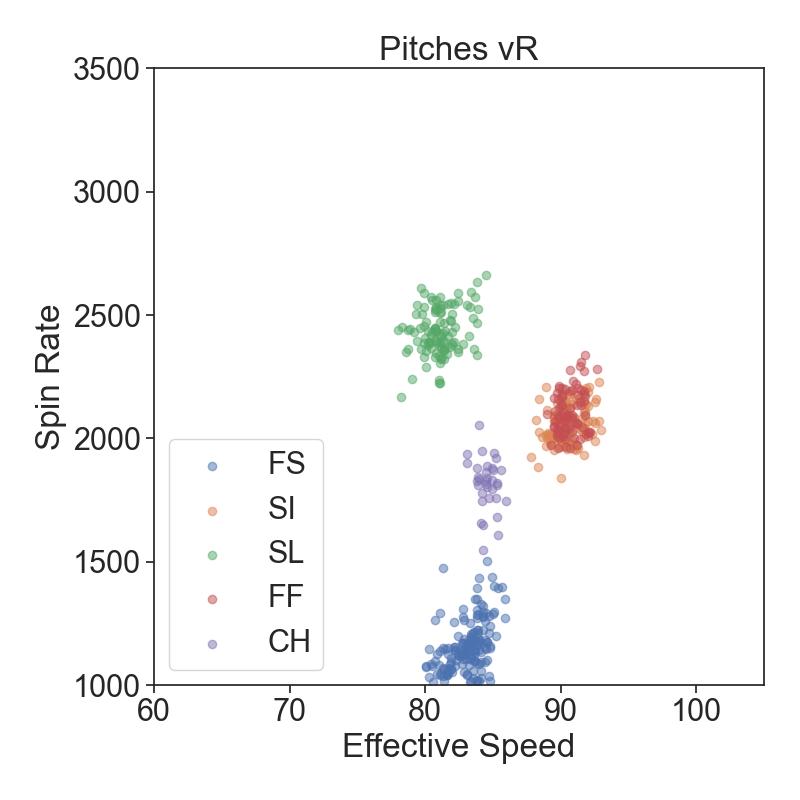 Pitches vR
3500
3000
2500
2000
1500
1000
Spin Rate
FS
SI
SL
FF
CH
60 70 80 90 100
Effective Speed